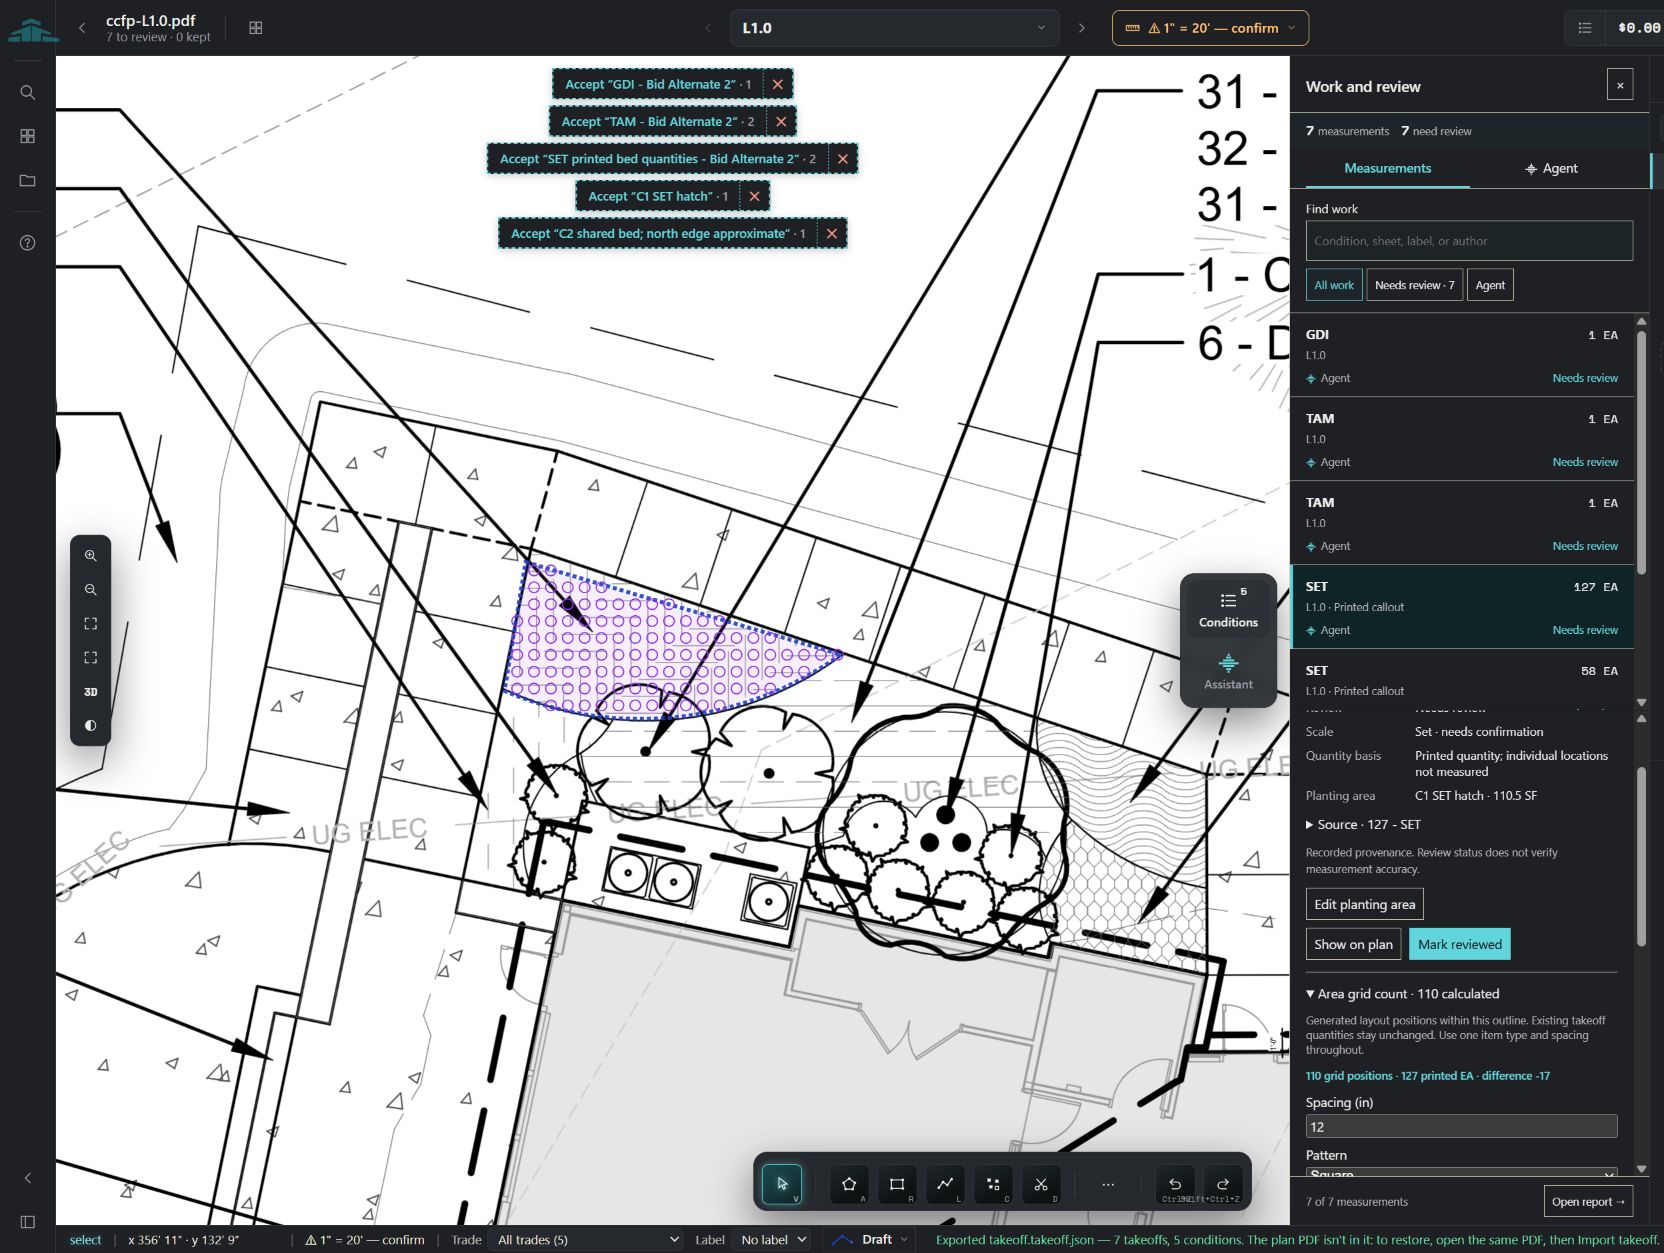 ccfp-L1.0.pdf
7 to review · 0 kept
L1.0
⚠ 1" = 20' — confirm
$0.00
Accept “GDI - Bid Alternate 2” · 1
Accept “TAM - Bid Alternate 2” · 2
Accept “SET printed bed quantities - Bid Alternate 2” · 2
Accept “C1 SET hatch” · 1
Accept “C2 shared bed; north edge approximate” · 1
31 -
32 -
31 -
1 - C
6 - D
UG ELEC
UG ELEC
UG ELEC
UG ELE
G ELEC
3D
5
Conditions
Assistant
V
A
R
L
C
D
Work and review
7 measurements 7 need review
Measurements
Agent
Find work
Condition, sheet, label, or author
All work
Needs review · 7
Agent
GDI 1 EA
L1.0
Agent Needs review
TAM 1 EA
L1.0
Agent Needs review
TAM 1 EA
L1.0
Agent Needs review
SET 127 EA
L1.0 · Printed callout
Agent Needs review
SET 58 EA
L1.0 · Printed callout
Scale Set · needs confirmation
Quantity basis Printed quantity; individual locations
not measured
Planting area C1 SET hatch · 110.5 SF
Source · 127 - SET
Recorded provenance. Review status does not verify
measurement accuracy.
Edit planting area
Show on plan
Mark reviewed
Area grid count · 110 calculated
Generated layout positions within this outline. Existing takeoff
quantities stay unchanged. Use one item type and spacing
throughout.
110 grid positions · 127 printed EA · difference -17
Spacing (in)
12
Pattern
Square
7 of 7 measurements
Open report →
select
x 356' 11" · y 132' 9"
⚠ 1" = 20' — confirm
Trade
All trades (5)
Label
No label
Draft
Exported takeoff.takeoff.json — 7 takeoffs, 5 conditions. The plan PDF isn't in it: to restore, open the same PDF, then Import takeoff.